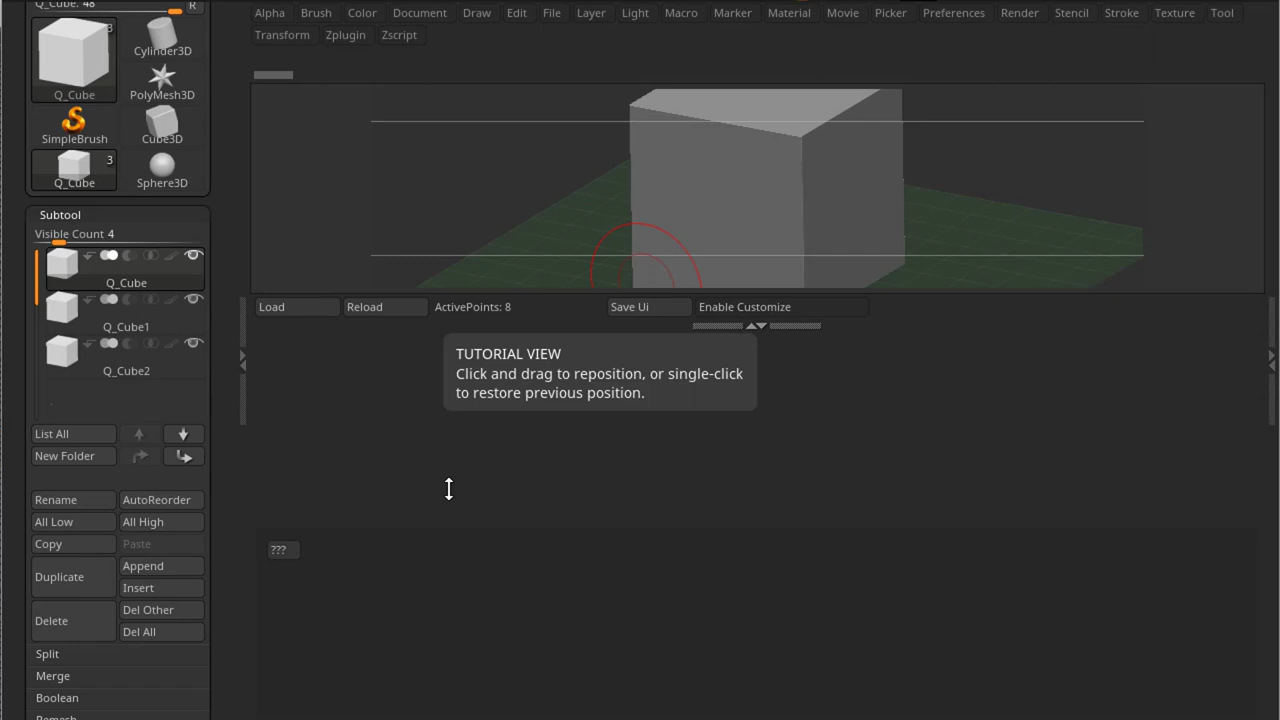 Q_Cube. 48
R
Alpha Brush Color Document Draw Edit File Layer Light Macro Marker Material Movie Picker Preferences Render Stencil Stroke Texture Tool
Transform Zplugin Zscript
3
Q_Cube
Cylinder3D
PolyMesh3D
SimpleBrush
Cube3D
3
Q_Cube
Sphere3D
Subtool
Visible Count 4
Q_Cube
Q_Cube1
Q_Cube2
Load Reload ActivePoints: 8 Save Ui Enable Customize
TUTORIAL VIEW
Click and drag to reposition, or single-click
to restore previous position.
List All
New Folder
Rename AutoReorder
All Low All High
Copy Paste
Duplicate
Append
Insert
Delete
Del Other
Del All
Split
Merge
Boolean
Remesh
???